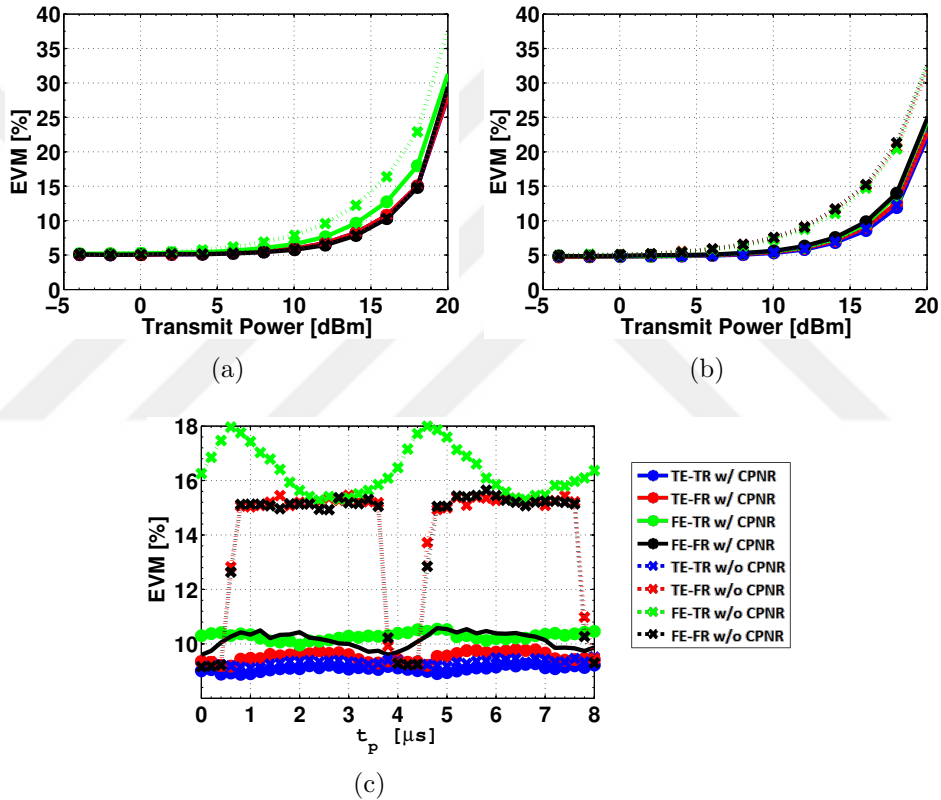 40
35
30
25
20
15
10
5
0
EVM [%]
−5 0 5 10 15 20
Transmit Power [dBm]
(a)
40
35
30
25
20
15
10
5
0
EVM [%]
−5 0 5 10 15 20
Transmit Power [dBm]
(b)
18
16
14
12
10
8
EVM [%]
0 1 2 3 4 5 6 7 8
t_p [μs]
(c)
TE-TR w/ CPNR
TE-FR w/ CPNR
FE-TR w/ CPNR
FE-FR w/ CPNR
TE-TR w/o CPNR
TE-FR w/o CPNR
FE-TR w/o CPNR
FE-FR w/o CPNR